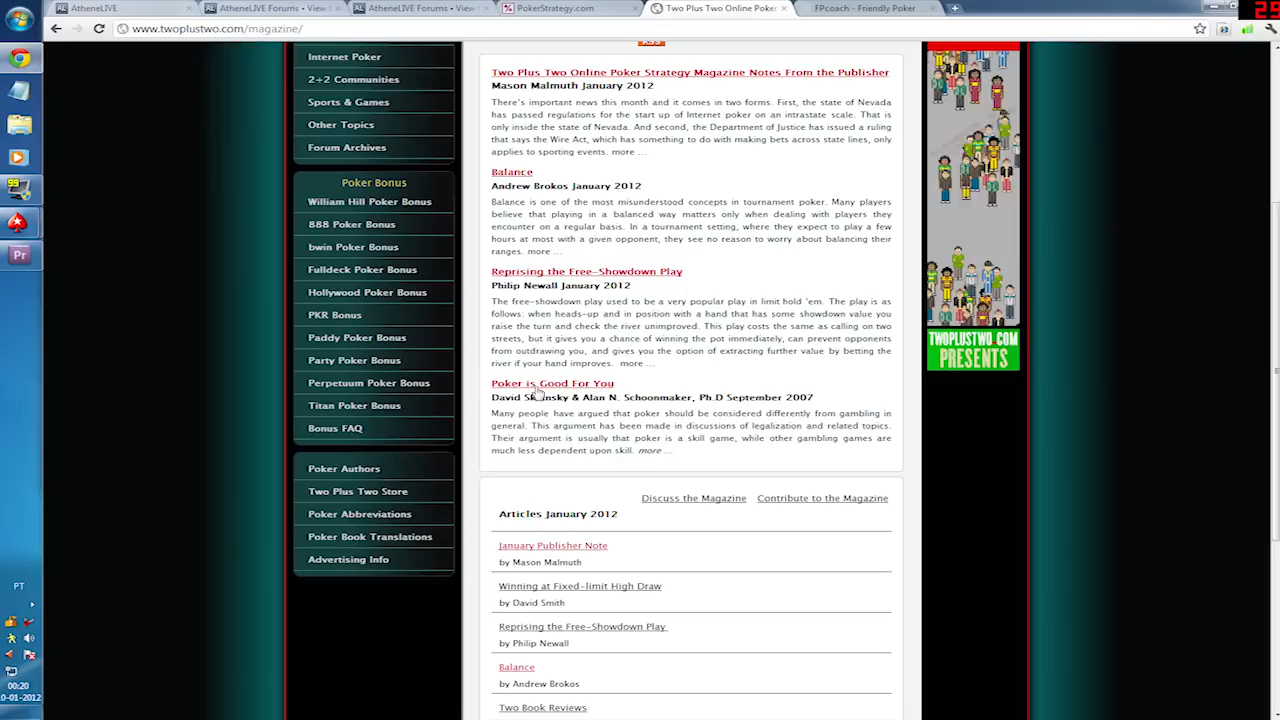 AtheneLIVE
AtheneLIVE Forums - View
AtheneLIVE Forums - View
PokerStrategy.com
Two Plus Two Online Poker
FPcoach - Friendly Poker
29
www.twoplustwo.com/magazine/
Internet Poker
2+2 Communities
Sports & Games
Other Topics
Forum Archives
Poker Bonus
William Hill Poker Bonus
888 Poker Bonus
bwin Poker Bonus
Fulldeck Poker Bonus
Hollywood Poker Bonus
PKR Bonus
Paddy Poker Bonus
Party Poker Bonus
Perpetuum Poker Bonus
Titan Poker Bonus
Bonus FAQ
Poker Authors
Two Plus Two Store
Poker Abbreviations
Poker Book Translations
Advertising Info
RSS
Two Plus Two Online Poker Strategy Magazine Notes From the Publisher
Mason Malmuth January 2012
There's important news this month and it comes in two forms. First, the state of Nevada
has passed regulations for the start up of Internet poker on an intrastate scale. That is
only inside the state of Nevada. And second, the Department of Justice has issued a ruling
that says the Wire Act, which has something to do with making bets across state lines, only
applies to sporting events. more ...
Balance
Andrew Brokos January 2012
Balance is one of the most misunderstood concepts in tournament poker. Many players
believe that playing in a balanced way matters only when dealing with players they
encounter on a regular basis. In a tournament setting, where they expect to play a few
hours at most with a given opponent, they see no reason to worry about balancing their
ranges. more ...
Reprising the Free-Showdown Play
Philip Newall January 2012
The free-showdown play used to be a very popular play in limit hold 'em. The play is as
follows: when heads-up and in position with a hand that has some showdown value you
raise the turn and check the river unimproved. This play costs the same as calling on two
streets, but it gives you a chance of winning the pot immediately, can prevent opponents
from outdrawing you, and gives you the option of extracting further value by betting the
river if your hand improves. more ...
Poker is Good For You
David Sklansky & Alan N. Schoonmaker, Ph.D September 2007
Many people have argued that poker should be considered differently from gambling in
general. This argument has been made in discussions of legalization and related topics.
Their argument is usually that poker is a skill game, while other gambling games are
much less dependent upon skill. more ...
Discuss the Magazine Contribute to the Magazine
Articles January 2012
January Publisher Note
by Mason Malmuth
Winning at Fixed-limit High Draw
by David Smith
Reprising the Free-Showdown Play
by Philip Newall
Balance
by Andrew Brokos
Two Book Reviews
TWOPLUSTWO.COM
PRESENTS
99
Pr
PT
00:20
0-01-2012